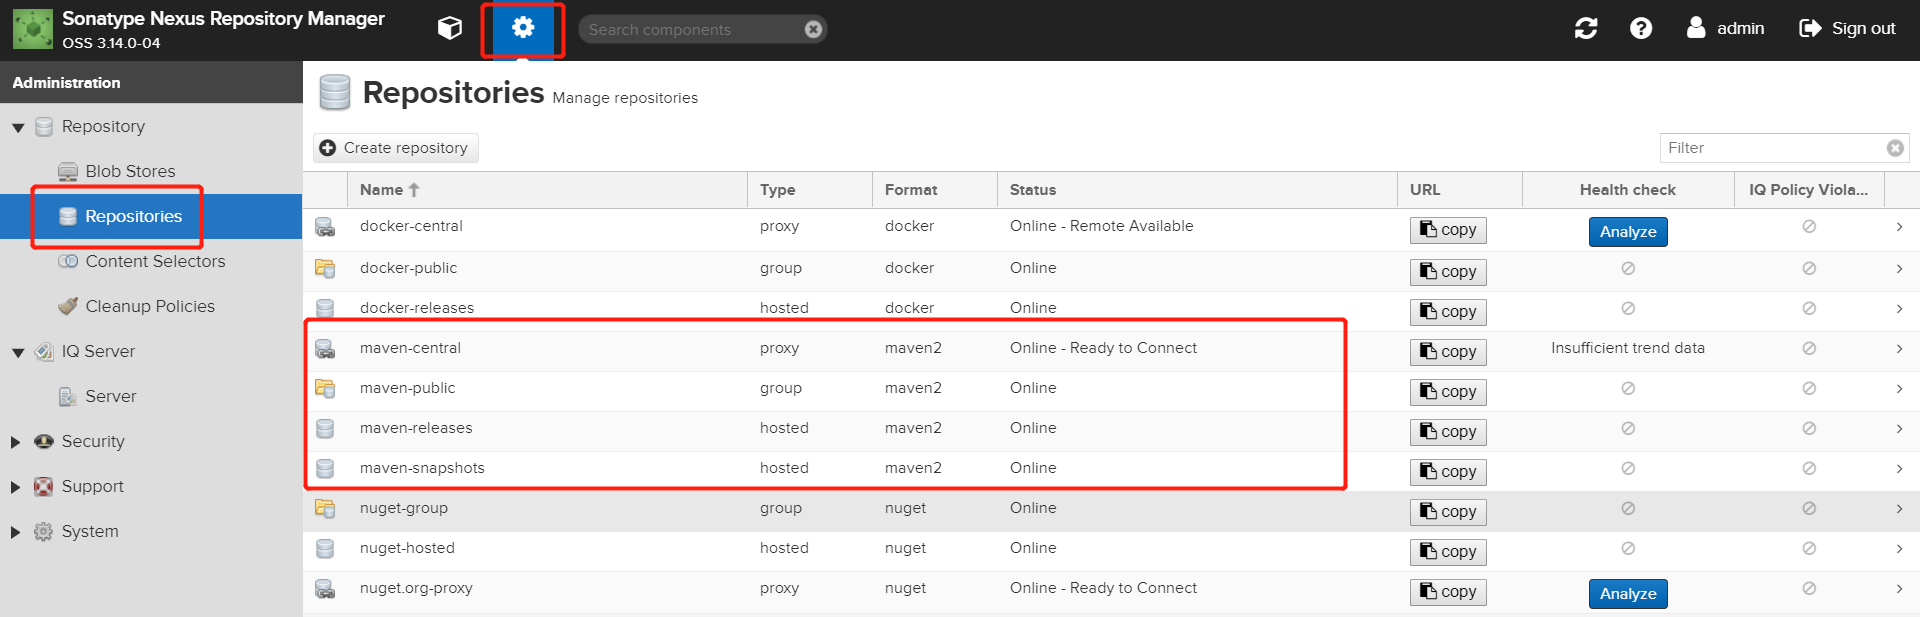 Sonatype Nexus Repository Manager
OSS 3.14.0-04
Search components
admin
Sign out
Administration
Repository
Blob Stores
Repositories
Content Selectors
Cleanup Policies
IQ Server
Server
Security
Support
System
Repositories Manage repositories
Create repository
Filter
Name Type Format Status URL Health check IQ Policy Viola...
docker-central proxy docker Online - Remote Available copy Analyze
docker-public group docker Online copy
docker-releases hosted docker Online copy
maven-central proxy maven2 Online - Ready to Connect copy Insufficient trend data
maven-public group maven2 Online copy
maven-releases hosted maven2 Online copy
maven-snapshots hosted maven2 Online copy
nuget-group group nuget Online copy
nuget-hosted hosted nuget Online copy
nuget.org-proxy proxy nuget Online - Ready to Connect copy Analyze